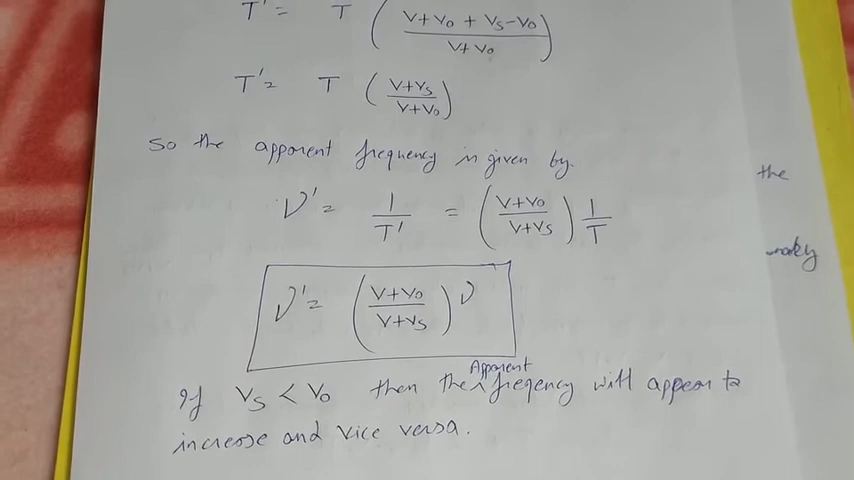 T' = T ( V+V₀ + Vₛ-V₀ / V+V₀ )
T' = T ( V+Vₛ / V+V₀ )
So the apparent frequency is given by.
the
ν' = 1 / T' = ( V+V₀ / V+Vₛ ) 1 / T
ν' = ( V+V₀ / V+Vₛ ) ν
If Vₛ < V₀ then the Apparent freqency will appear to
increase and vice versa.